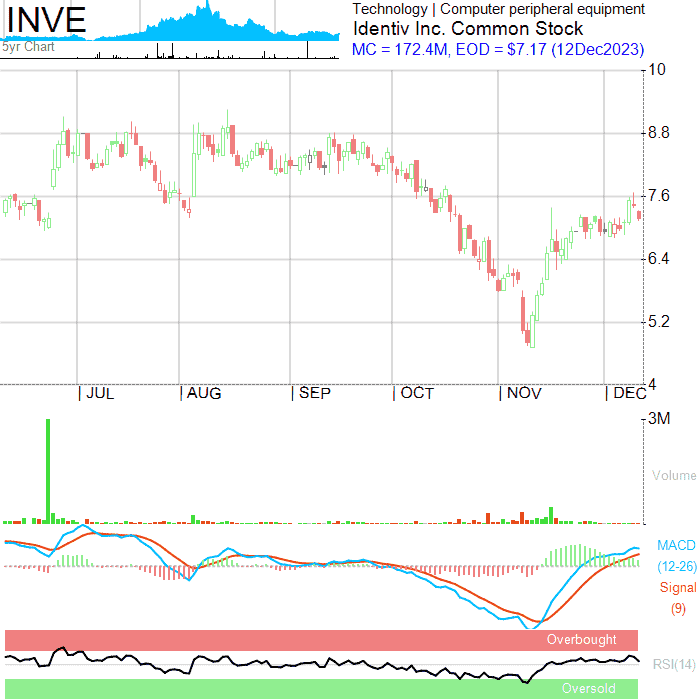 INVE
5yr Chart
Technology | Computer peripheral equipment
Identiv Inc. Common Stock
MC = 172.4M, EOD = $7.17 (12Dec2023)
10
8.8
7.6
6.4
5.2
4
| JUL | AUG | SEP | OCT | NOV | DEC
3M
Volume
MACD
(12-26)
Signal
(9)
Overbought
RSI(14)
Oversold